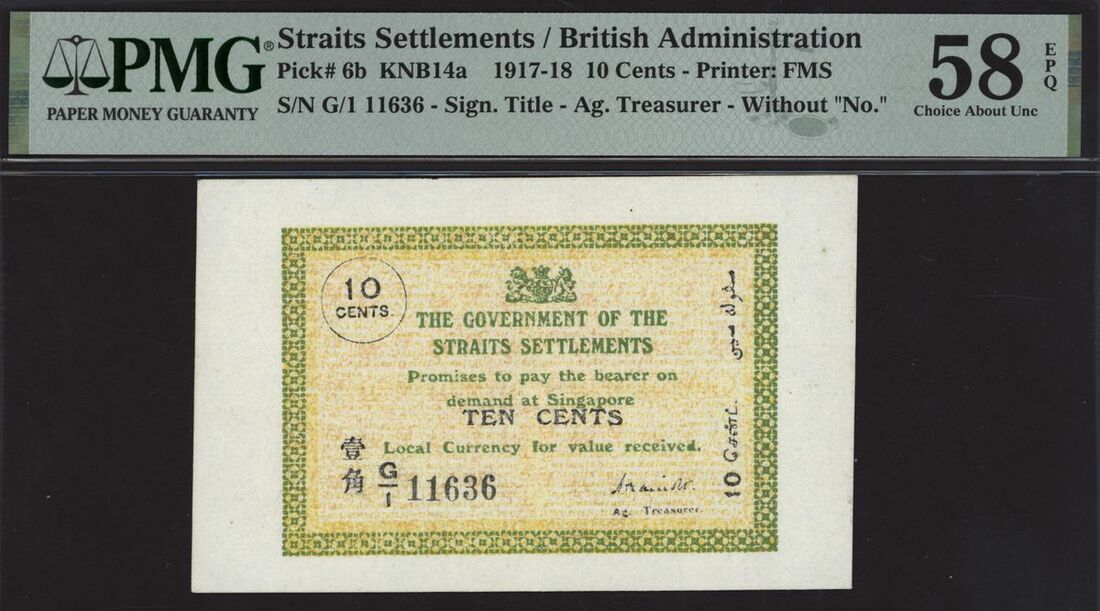 PMG®
PAPER MONEY GUARANTY
Straits Settlements / British Administration
Pick# 6b KNB14a 1917-18 10 Cents - Printer: FMS
S/N G/1 11636 - Sign. Title - Ag. Treasurer - Without "No."
58
EPQ
Choice About Unc
10
CENTS
THE GOVERNMENT OF THE
STRAITS SETTLEMENTS
Promises to pay the bearer on
demand at Singapore
TEN CENTS
Local Currency for value received.
壹角
G/1 11636
Ag. Treasurer.
10 சென்ட்